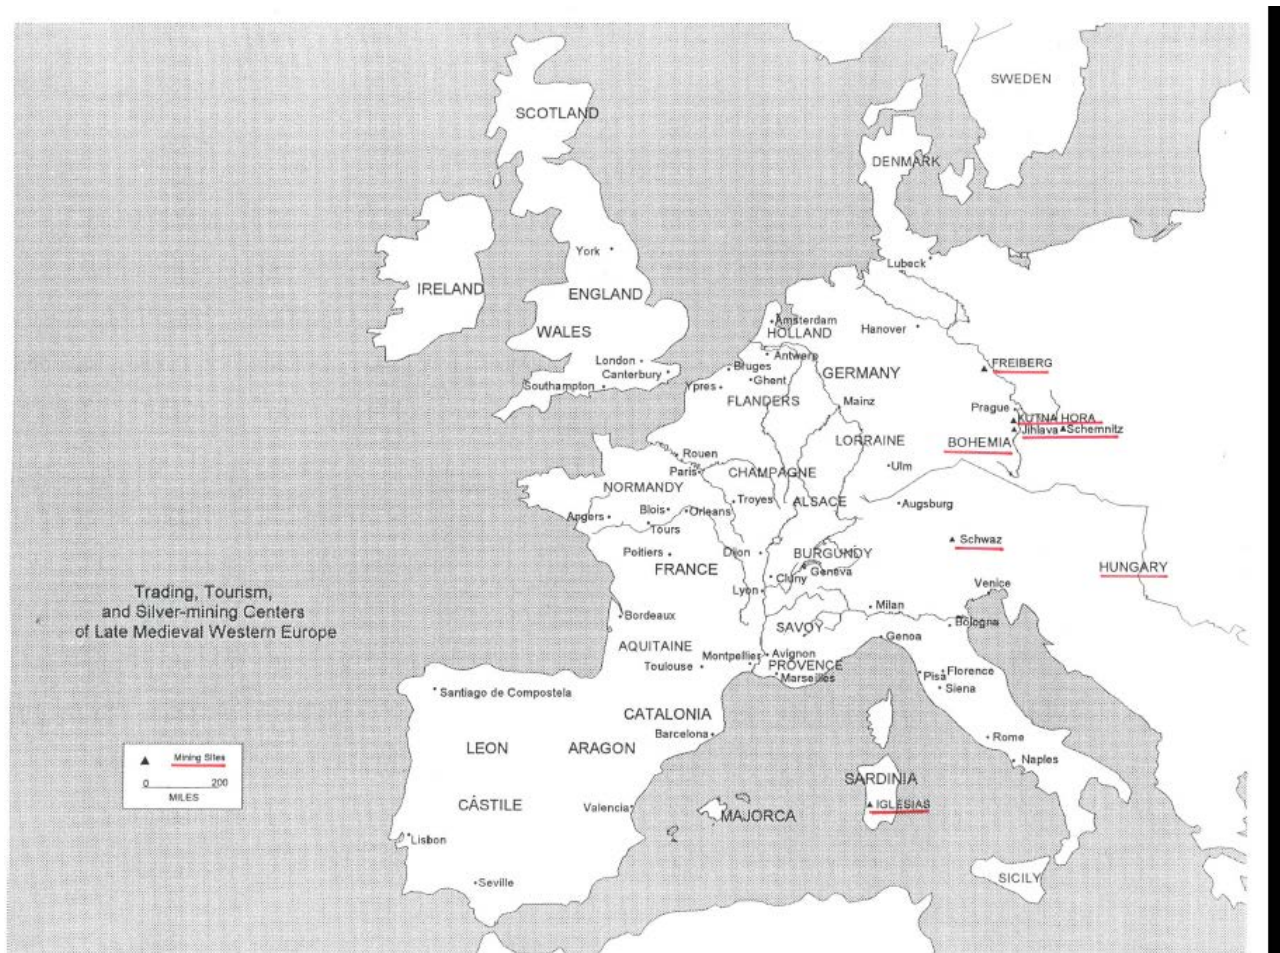 SWEDEN
SCOTLAND
DENMARK
York
Lubeck
IRELAND
ENGLAND
Amsterdam
HOLLAND
Hanover
WALES
London
Canterbury
Southampton
Antwerp
Bruges
Ghent
Ypres
GERMANY
FREIBERG
FLANDERS
Mainz
Prague
KUTNA HORA
Jihlava
Schemnitz
LORRAINE
BOHEMIA
Rouen
Paris
CHAMPAGNE
Ulm
NORMANDY
Troyes
ALSACE
Augsburg
Angers
Blois
Orleans
Tours
Schwaz
Poitiers
Dijon
BURGUNDY
FRANCE
Cluny
Geneva
HUNGARY
Lyon
Venice
Trading, Tourism,
and Silver-mining Centers
of Late Medieval Western Europe
Bordeaux
Milan
SAVOY
Bologna
Genoa
AQUITAINE
Montpellier
Avignon
Toulouse
PROVENCE
Marseilles
Pisa
Florence
Siena
Santiago de Compostela
CATALONIA
Barcelona
LEON
ARAGON
Rome
Naples
Mining Sites
0 200
MILES
SARDINIA
IGLESIAS
CÁSTILE
Valencia
MAJORCA
Lisbon
Seville
SICILY